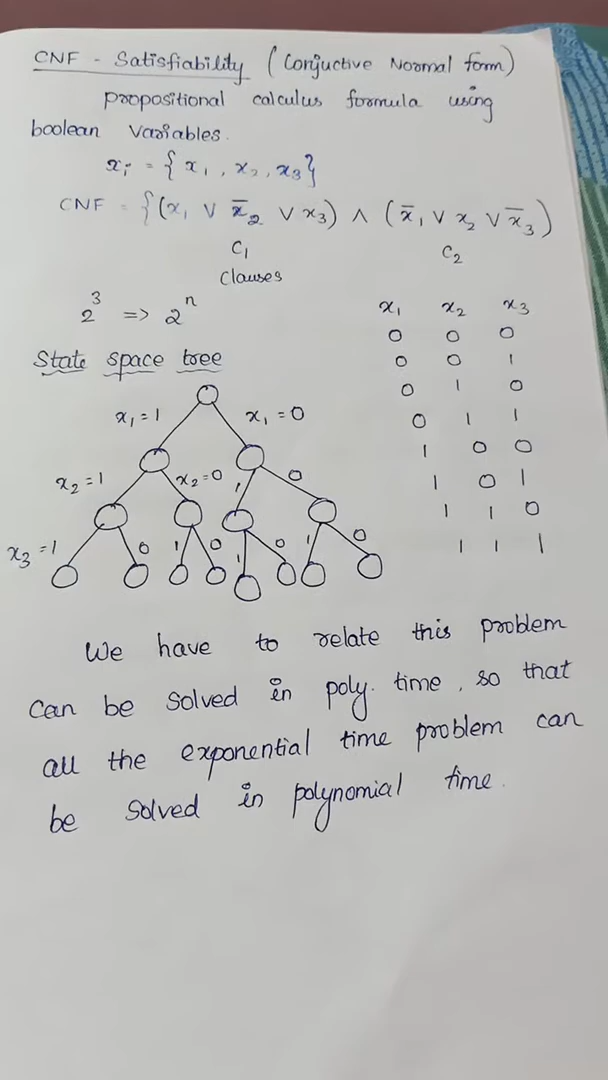 CNF - Satisfiability (Conjuctive Normal form)
propositional calculus formula using
boolean variables.
xi = { x1, x2, x3}
CNF = {(x1 ∨ x̄2 ∨ x3) ∧ (x̄1 ∨ x2 ∨ x̄3)
C1 C2
Clauses
2^3 => 2^n
x1 x2 x3
0 0 0
0 0 1
0 1 0
0 1 1
1 0 0
1 0 1
1 1 0
1 1 1
State space tree
x1 = 1 x1 = 0
x2 = 1 x2 = 0 1 0
x3 = 1 0 1 0 1 0 1 0
We have to relate this problem
can be solved in poly. time, so that
all the exponential time problem can
be solved in polynomial time.